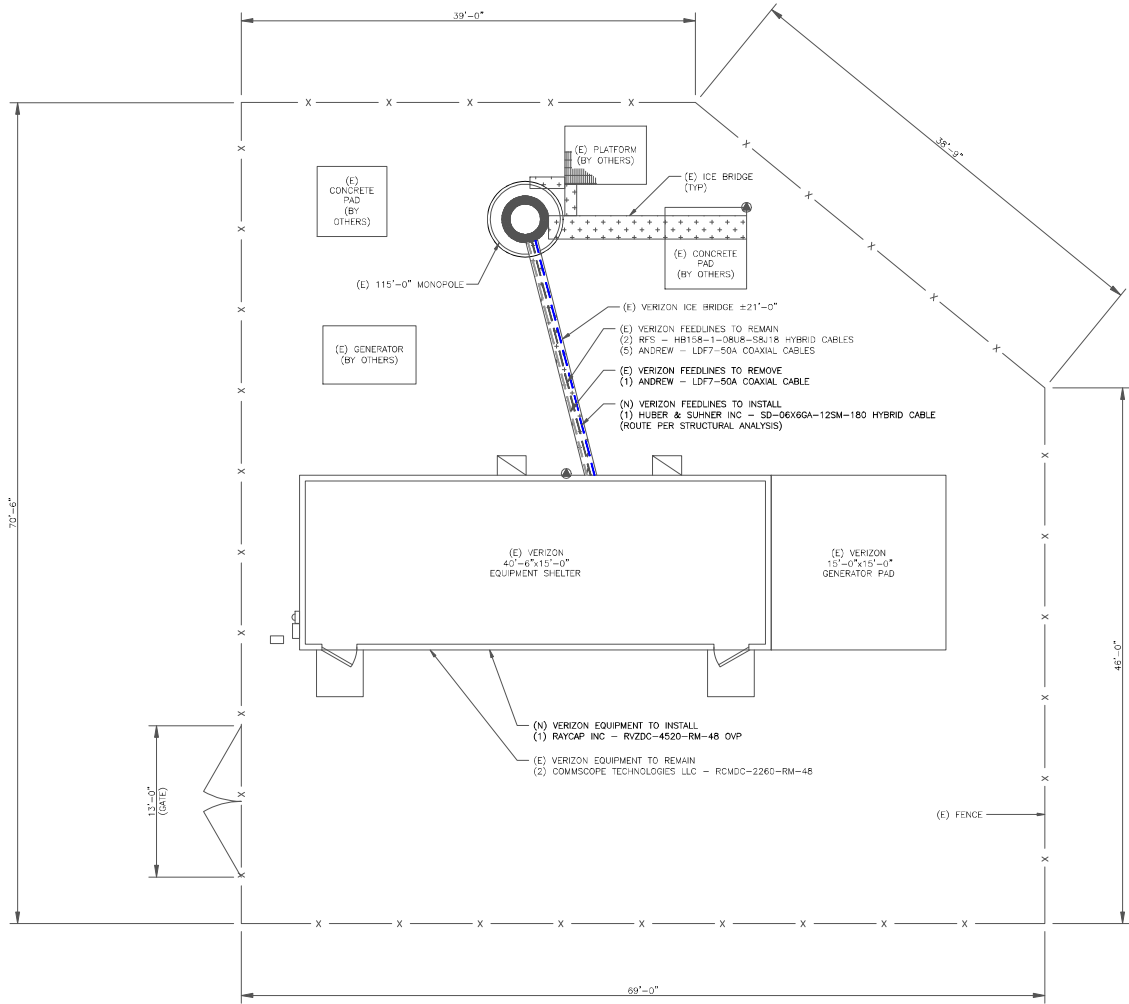 39'-0"
38'-9"
(E) PLATFORM
(BY OTHERS)
(E)
CONCRETE
PAD
(BY
OTHERS)
(E) ICE BRIDGE
(TYP)
(E) CONCRETE
PAD
(BY OTHERS)
(E) 115'-0" MONOPOLE
(E) VERIZON ICE BRIDGE ±21'-0"
(E) VERIZON FEEDLINES TO REMAIN
(2) RFS - HB158-1-08U8-S8J18 HYBRID CABLES
(5) ANDREW - LDF7-50A COAXIAL CABLES
(E) GENERATOR
(BY OTHERS)
(E) VERIZON FEEDLINES TO REMOVE
(1) ANDREW - LDF7-50A COAXIAL CABLE
(N) VERIZON FEEDLINES TO INSTALL
(1) HUBER & SUHNER INC - SD-06X6GA-12SM-180 HYBRID CABLE
(ROUTE PER STRUCTURAL ANALYSIS)
70'-6"
(E) VERIZON
40'-6"x15'-0"
EQUIPMENT SHELTER
(E) VERIZON
15'-0"x15'-0"
GENERATOR PAD
46'-0"
(N) VERIZON EQUIPMENT TO INSTALL
(1) RAYCAP INC - RVZDC-4520-RM-48 OVP
(E) VERIZON EQUIPMENT TO REMAIN
(2) COMMSCOPE TECHNOLOGIES LLC - RCMDC-2260-RM-48
13'-0"
(GATE)
(E) FENCE
69'-0"